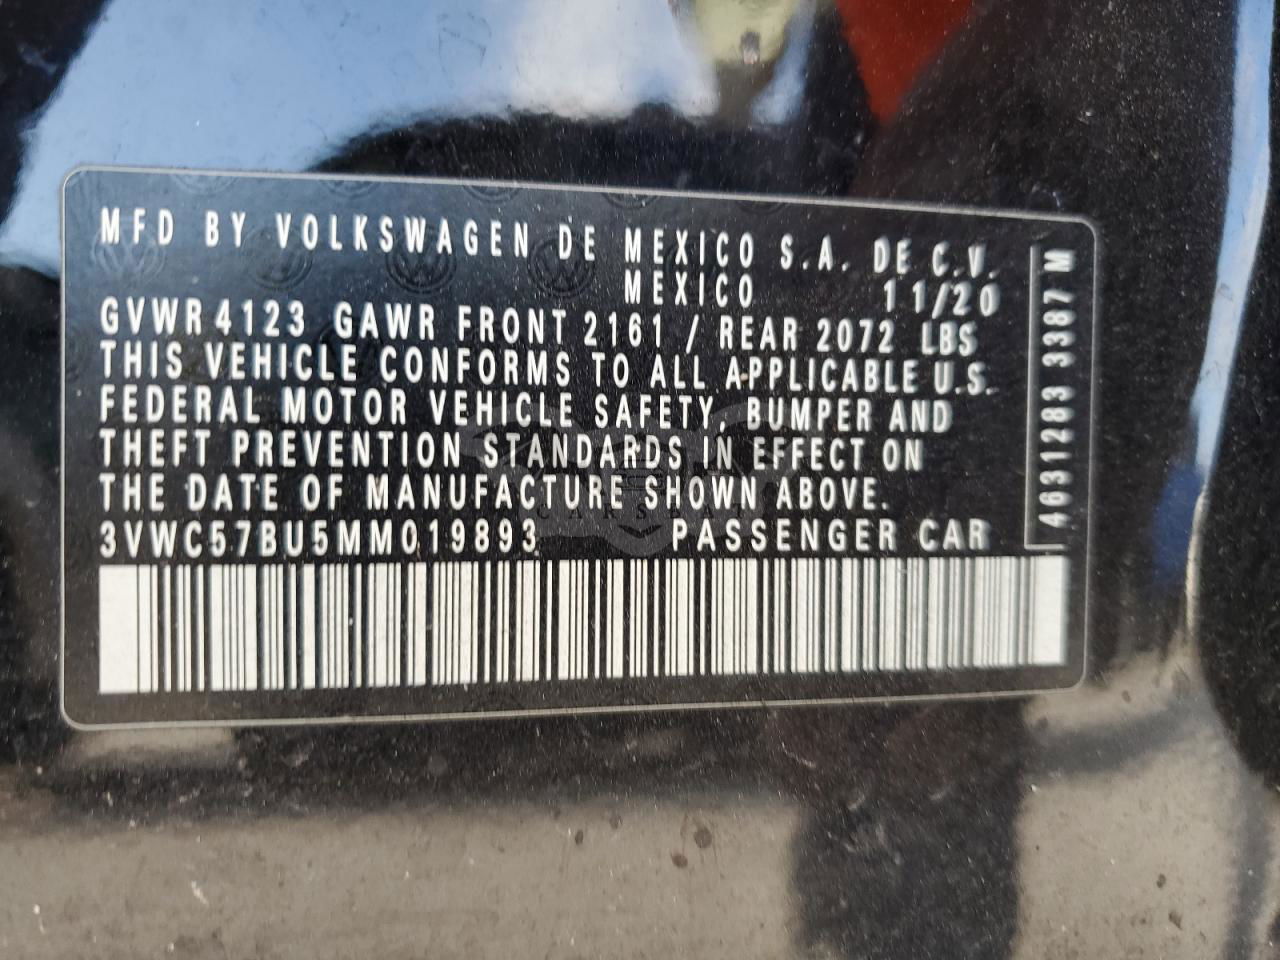 MFD BY VOLKSWAGEN DE MEXICO S.A. DE C.V.
MEXICO 11/20
GVWR 4123 GAWR FRONT 2161 / REAR 2072 LBS
THIS VEHICLE CONFORMS TO ALL APPLICABLE U.S.
FEDERAL MOTOR VEHICLE SAFETY, BUMPER AND
THEFT PREVENTION STANDARDS IN EFFECT ON
THE DATE OF MANUFACTURE SHOWN ABOVE.
3VWC57BU5MM019893 PASSENGER CAR
4631283 3387 M
CARSBAT